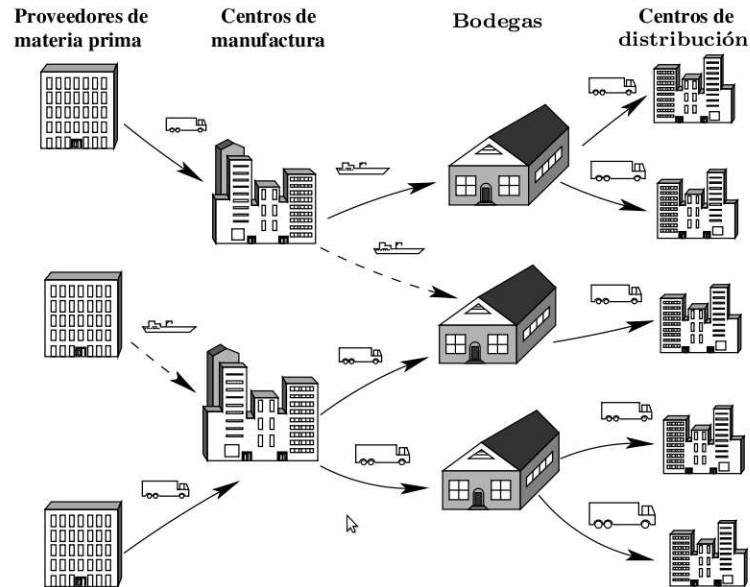 Proveedores de
materia prima
Centros de
manufactura
Bodegas
Centros de
distribución